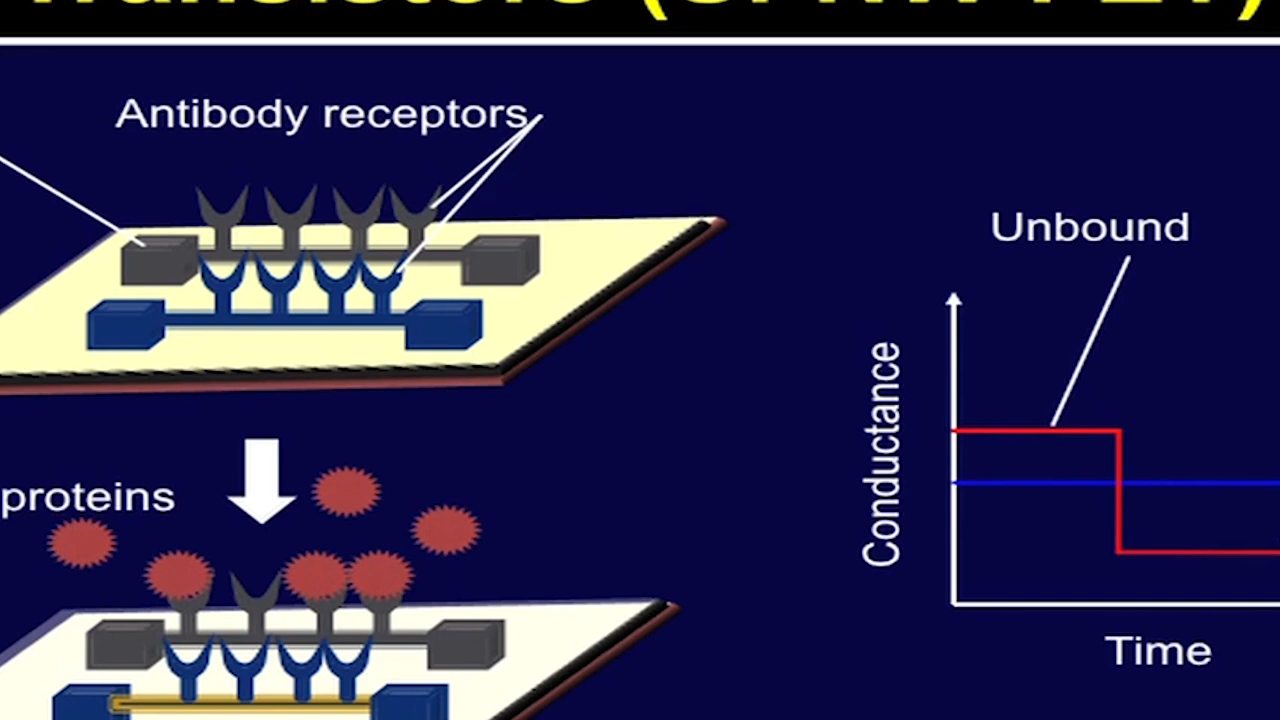 Antibody receptors
Unbound
Conductance
proteins
Time